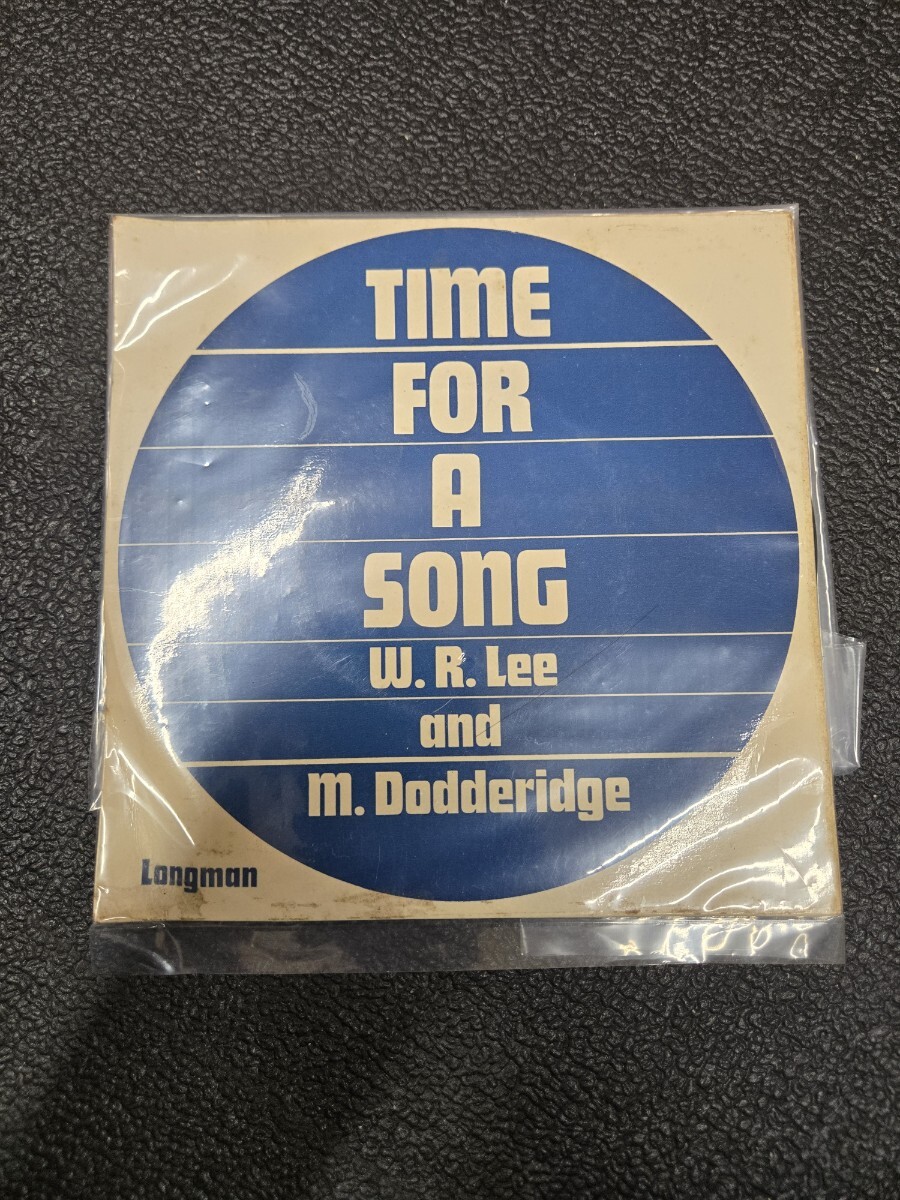 TIME
FOR
A
SONG
W. R. Lee
and
M. Dodderidge
Longman